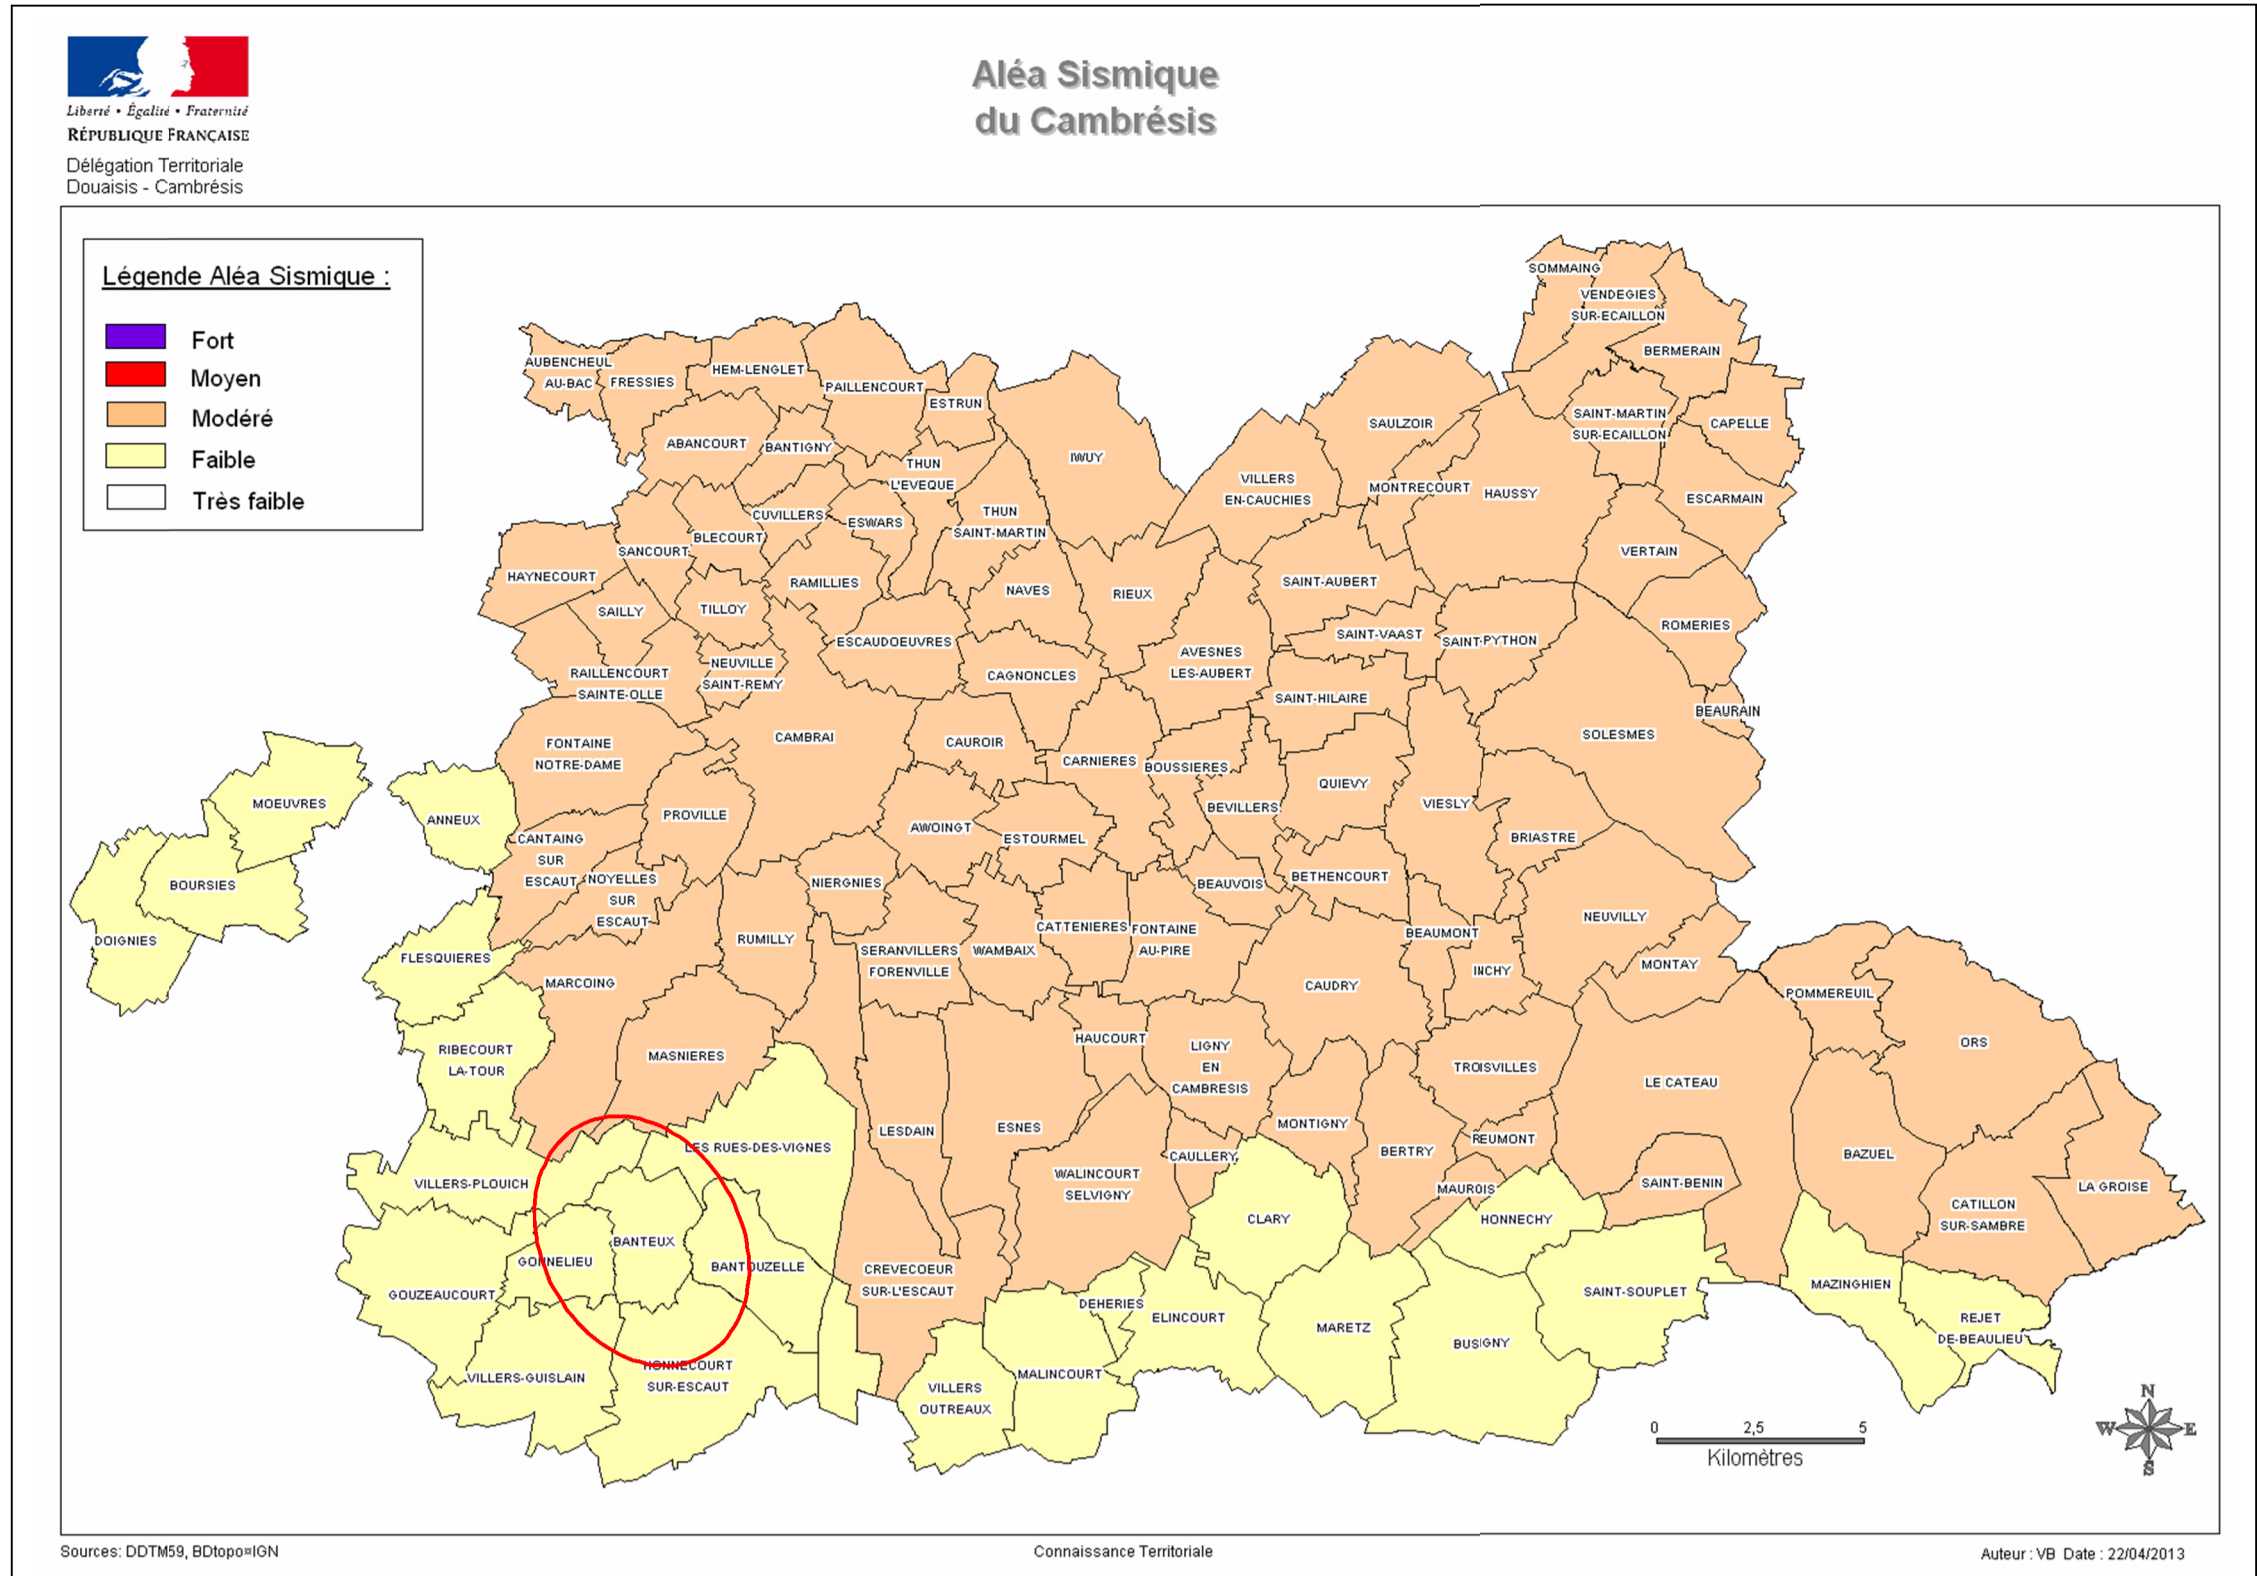 Liberté • Égalité • Fraternité
RÉPUBLIQUE FRANÇAISE
Délégation Territoriale
Douaisis - Cambrésis
Aléa Sismique
du Cambrésis
Légende Aléa Sismique :
Fort
Moyen
Modéré
Faible
Très faible
SOMMAING
VENDEGIES
SUR-ECAILLON
BERMERAIN
AUBENCHEUL
AU-BAC
FRESSIES
HEM-LENGLET
PAILLENCOURT
ESTRUN
SAINT-MARTIN
SUR-ECAILLON
CAPELLE
SAULZOIR
ABANCOURT
BANTIGNY
IWUY
THUN
L'EVEQUE
VILLERS
EN-CAUCHIES
MONTRECOURT
HAUSSY
ESCARMAIN
CUVILLERS
ESWARS
THUN
SAINT-MARTIN
BLECOURT
SANCOURT
VERTAIN
HAYNECOURT
RAMILLIES
NAVES
RIEUX
SAINT-AUBERT
SAILLY
TILLOY
ROMERIES
ESCAUDOEUVRES
SAINT-VAAST
SAINT-PYTHON
AVESNES
LES-AUBERT
NEUVILLE
SAINT-REMY
RAILLENCOURT
SAINTE-OLLE
CAGNONCLES
SAINT-HILAIRE
BEAURAIN
SOLESMES
CAMBRAI
CAUROIR
FONTAINE
NOTRE-DAME
CARNIERES
BOUSSIERES
QUIEVY
VIESLY
BEVILLERS
MOEUVRES
ANNEUX
PROVILLE
AWOINGT
ESTOURMEL
BRIASTRE
CANTAING
SUR
ESCAUT
NOYELLES
SUR
ESCAUT
NIERGNIES
BEAUVOIS
BETHENCOURT
BOURSIES
DOIGNIES
NEUVILLY
CATTENIERES
FONTAINE
AU-PIRE
BEAUMONT
RUMILLY
SERANVILLERS
FORENVILLE
WAMBAIX
FLESQUIERES
INCHY
MONTAY
MARCOING
CAUDRY
POMMEREUIL
ORS
RIBECOURT
LA-TOUR
MASNIERES
HAUCOURT
LIGNY
EN
CAMBRESIS
TROISVILLES
LE CATEAU
MONTIGNY
LESDAIN
ESNES
REUMONT
LES RUES-DES-VIGNES
BERTRY
CAULLERY
BAZUEL
VILLERS-PLOUICH
WALINCOURT
SELVIGNY
MAUROIS
SAINT-BENIN
LA GROISE
CATILLON
SUR-SAMBRE
CLARY
HONNECHY
BANTEUX
GONNELIEU
BANTOUZELLE
CREVECOEUR
SUR-L'ESCAUT
GOUZEAUCOURT
DEHERIES
ELINCOURT
SAINT-SOUPLET
MAZINGHIEN
REJET
DE-BEAULIEU
MARETZ
BUSIGNY
HONNECOURT
SUR-ESCAUT
VILLERS-GUISLAIN
MALINCOURT
VILLERS
OUTREAUX
0 2,5 5
Kilomètres
N
W E
S
Sources: DDTM59, BDtopo¤IGN
Connaissance Territoriale
Auteur : VB Date : 22/04/2013